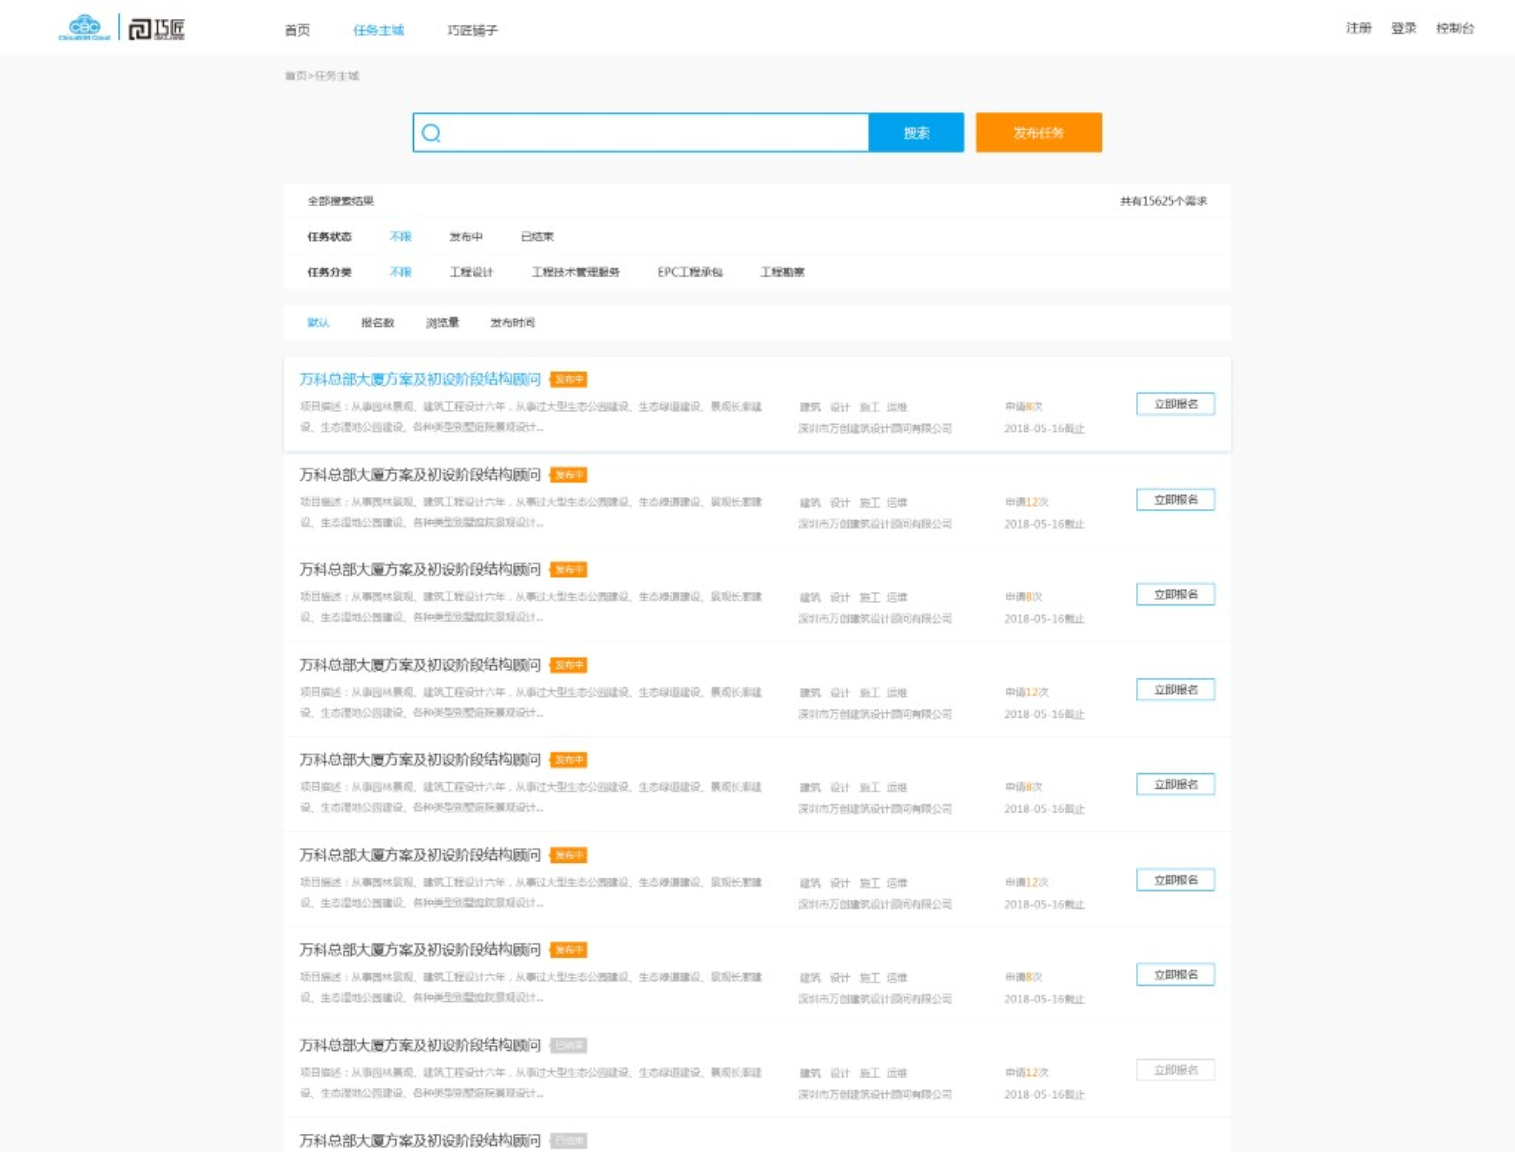 cec 巧匠
首页 任务主城 巧匠铺子 注册 登录 控制台
首页>任务主城
搜索 发布任务
全部搜索结果 共有15625个需求
任务状态 不限 发布中 已结束
任务分类 不限 工程设计 工程技术管理服务 EPC工程承包 工程勘察
默认 报名数 浏览量 发布时间
万科总部大厦方案及初设阶段结构顾问 发布中
项目描述：从事园林景观、建筑工程设计六年，从事过大型生态公园建设、生态绿道建设、景观长廊建 建筑 设计 施工 运维 申请8次 立即报名
设、生态湿地公园建设、各种类型别墅庭院景观设计... 深圳市万创建筑设计顾问有限公司 2018-05-16截止
万科总部大厦方案及初设阶段结构顾问 发布中
项目描述：从事园林景观、建筑工程设计六年，从事过大型生态公园建设、生态绿道建设、景观长廊建 建筑 设计 施工 运维 申请12次 立即报名
设、生态湿地公园建设、各种类型别墅庭院景观设计... 深圳市万创建筑设计顾问有限公司 2018-05-16截止
万科总部大厦方案及初设阶段结构顾问 发布中
项目描述：从事园林景观、建筑工程设计六年，从事过大型生态公园建设、生态绿道建设、景观长廊建 建筑 设计 施工 运维 申请8次 立即报名
设、生态湿地公园建设、各种类型别墅庭院景观设计... 深圳市万创建筑设计顾问有限公司 2018-05-16截止
万科总部大厦方案及初设阶段结构顾问 发布中
项目描述：从事园林景观、建筑工程设计六年，从事过大型生态公园建设、生态绿道建设、景观长廊建 建筑 设计 施工 运维 申请12次 立即报名
设、生态湿地公园建设、各种类型别墅庭院景观设计... 深圳市万创建筑设计顾问有限公司 2018-05-16截止
万科总部大厦方案及初设阶段结构顾问 发布中
项目描述：从事园林景观、建筑工程设计六年，从事过大型生态公园建设、生态绿道建设、景观长廊建 建筑 设计 施工 运维 申请8次 立即报名
设、生态湿地公园建设、各种类型别墅庭院景观设计... 深圳市万创建筑设计顾问有限公司 2018-05-16截止
万科总部大厦方案及初设阶段结构顾问 发布中
项目描述：从事园林景观、建筑工程设计六年，从事过大型生态公园建设、生态绿道建设、景观长廊建 建筑 设计 施工 运维 申请12次 立即报名
设、生态湿地公园建设、各种类型别墅庭院景观设计... 深圳市万创建筑设计顾问有限公司 2018-05-16截止
万科总部大厦方案及初设阶段结构顾问 发布中
项目描述：从事园林景观、建筑工程设计六年，从事过大型生态公园建设、生态绿道建设、景观长廊建 建筑 设计 施工 运维 申请8次 立即报名
设、生态湿地公园建设、各种类型别墅庭院景观设计... 深圳市万创建筑设计顾问有限公司 2018-05-16截止
万科总部大厦方案及初设阶段结构顾问 已结束
项目描述：从事园林景观、建筑工程设计六年，从事过大型生态公园建设、生态绿道建设、景观长廊建 建筑 设计 施工 运维 申请12次 立即报名
设、生态湿地公园建设、各种类型别墅庭院景观设计... 深圳市万创建筑设计顾问有限公司 2018-05-16截止
万科总部大厦方案及初设阶段结构顾问 已结束